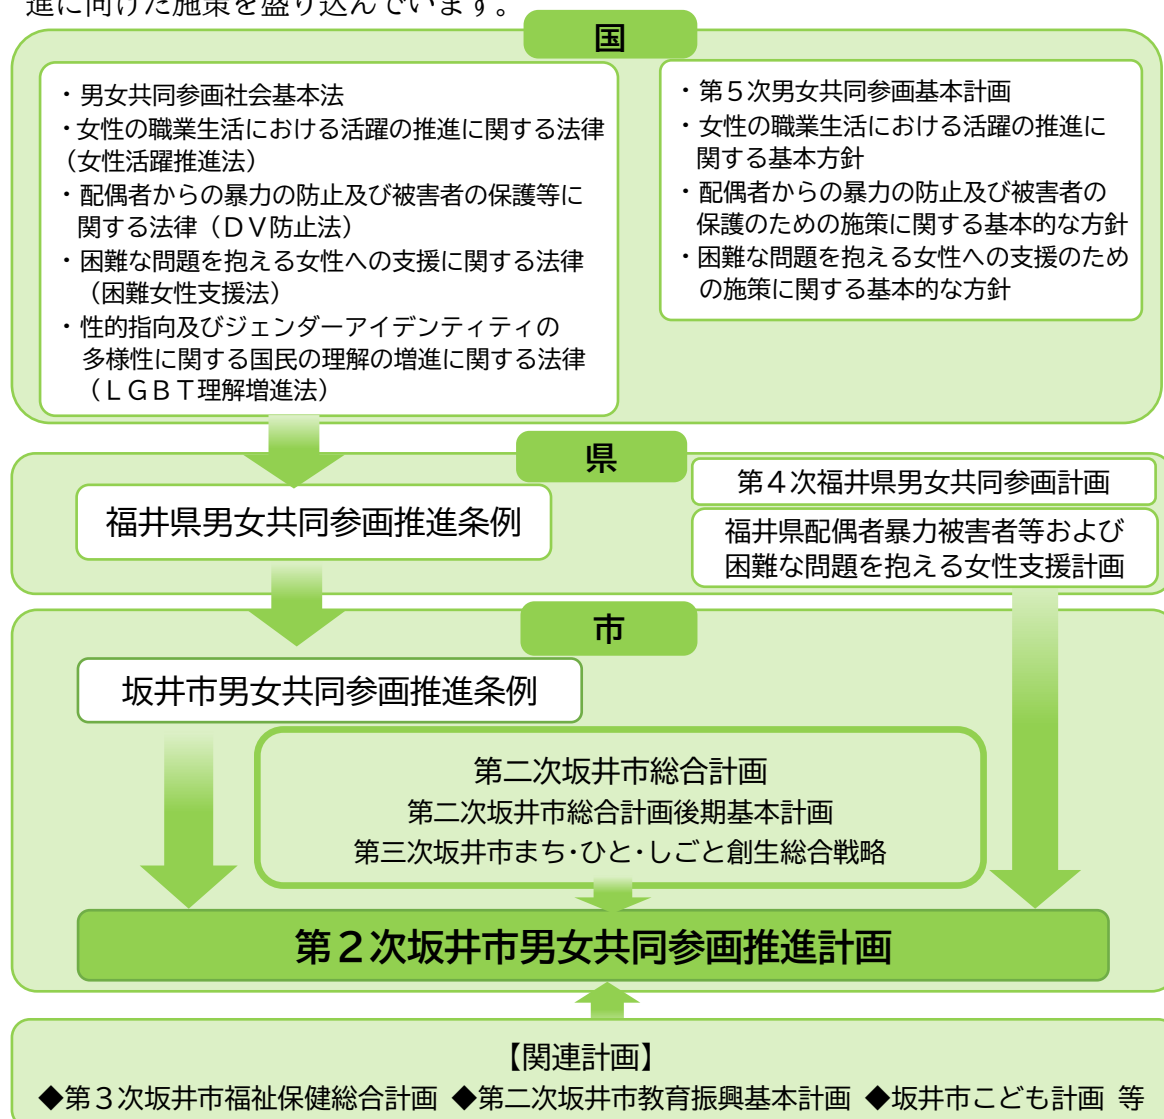 進に向けた施策を盛り込んでいます。
国
・男女共同参画社会基本法
・女性の職業生活における活躍の推進に関する法律
（女性活躍推進法）
・配偶者からの暴力の防止及び被害者の保護等に
関する法律（ＤＶ防止法）
・困難な問題を抱える女性への支援に関する法律
（困難女性支援法）
・性的指向及びジェンダーアイデンティティの
多様性に関する国民の理解の増進に関する法律
（ＬＧＢＴ理解増進法）
・第５次男女共同参画基本計画
・女性の職業生活における活躍の推進に
関する基本方針
・配偶者からの暴力の防止及び被害者の
保護のための施策に関する基本的な方針
・困難な問題を抱える女性への支援のため
の施策に関する基本的な方針
県
福井県男女共同参画推進条例
第４次福井県男女共同参画計画
福井県配偶者暴力被害者等および
困難な問題を抱える女性支援計画
市
坂井市男女共同参画推進条例
第二次坂井市総合計画
第二次坂井市総合計画後期基本計画
第三次坂井市まち･ひと･しごと創生総合戦略
第２次坂井市男女共同参画推進計画
【関連計画】
◆第３次坂井市福祉保健総合計画 ◆第二次坂井市教育振興基本計画 ◆坂井市こども計画 等